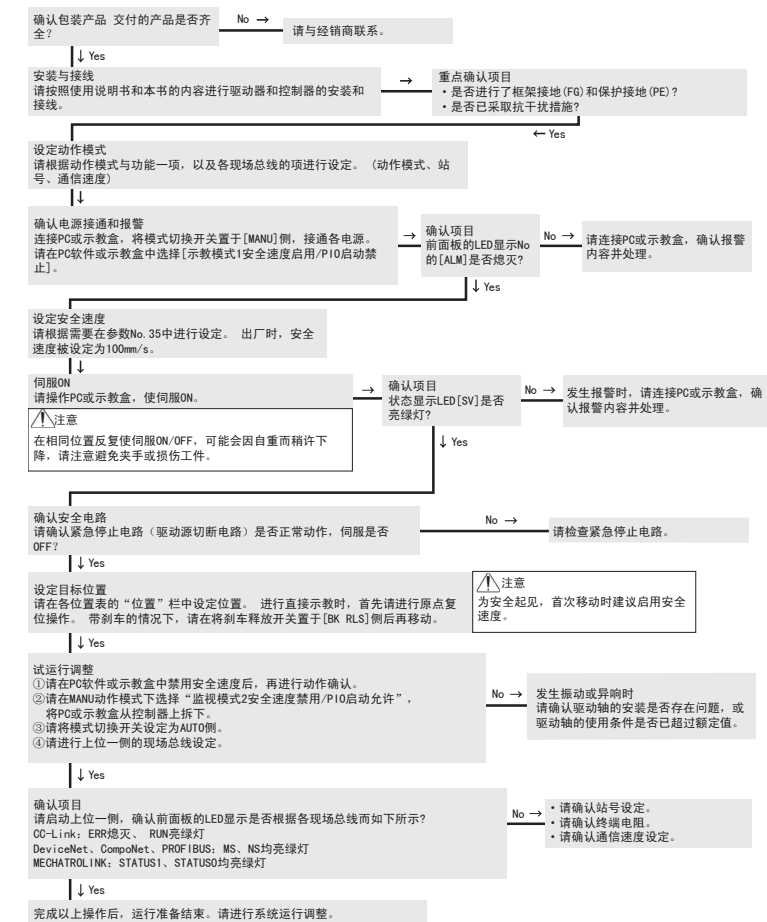 确认包装产品 交付的产品是否齐
全?
No →
请与经销商联系。
↓ Yes
安装与接线
请按照使用说明书和本书的内容进行驱动器和控制器的安装和
接线。
→
重点确认项目
・是否进行了框架接地(FG)和保护接地(PE)?
・是否已采取抗干扰措施?
← Yes
设定动作模式
请根据动作模式与功能一项, 以及各现场总线的项进行设定。 (动作模式、站
号、通信速度)
↓
确认电源接通和报警
连接PC或示教盒, 将模式切换开关置于[MANU]侧, 接通各电源。
请在PC软件或示教盒中选择[示教模式1安全速度启用/PIO启动禁
止]。
→
确认项目
前面板的LED显示No
的[ALM]是否熄灭?
No →
请连接PC或示教盒, 确认报警
内容并处理。
↓ Yes
设定安全速度
请根据需要在参数No.35中进行设定。 出厂时, 安全
速度被设定为100mm/s。
↓
伺服ON
请操作PC或示教盒, 使伺服ON。
→
确认项目
状态显示LED[SV]是否
亮绿灯?
No →
发生报警时, 请连接PC或示教盒, 确
认报警内容并处理。
注意
在相同位置反复使伺服ON/OFF, 可能会因自重而稍许下
降, 请注意避免夹手或损伤工件。
↓ Yes
确认安全电路
请确认紧急停止电路（驱动源切断电路）是否正常动作, 伺服是否
OFF?
No →
请检查紧急停止电路。
↓ Yes
设定目标位置
请在各位置表的“位置”栏中设定位置。 进行直接示教时, 首先请进行原点复
位操作。 带刹车的情况下, 请在将刹车释放开关置于[BK RLS]侧后再移动。
注意
为安全起见, 首次移动时建议启用安全
速度。
↓ Yes
试运行调整
①请在PC软件或示教盒中禁用安全速度后, 再进行动作确认。
②请在MANU动作模式下选择“监视模式2安全速度禁用/PIO启动允许”,
将PC或示教盒从控制器上拆下。
③请将模式切换开关设定为AUTO侧。
④请进行上位一侧的现场总线设定。
No →
发生振动或异响时
请确认驱动轴的安装是否存在问题, 或
驱动轴的使用条件是否已超过额定值。
↓ Yes
确认项目
请启动上位一侧, 确认前面板的LED显示是否根据各现场总线而如下所示?
CC-Link: ERR熄灭、 RUN亮绿灯
DeviceNet、CompoNet、PROFIBUS: MS、NS均亮绿灯
MECHATROLINK: STATUS1、STATUS0均亮绿灯
No →
・请确认站号设定。
・请确认终端电阻。
・请确认通信速度设定。
↓ Yes
完成以上操作后, 运行准备结束。请进行系统运行调整。